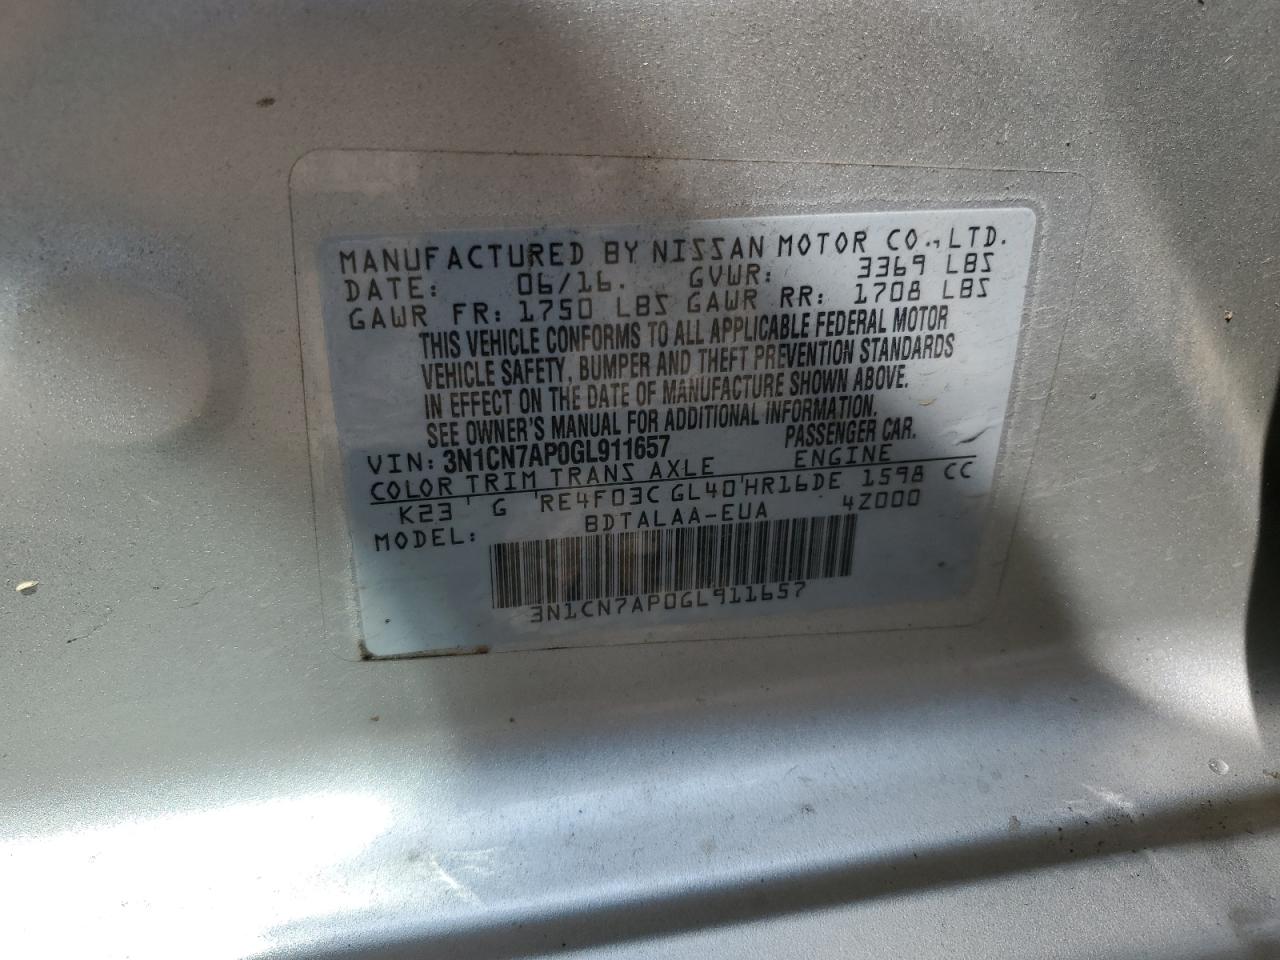 MANUFACTURED BY NISSAN MOTOR CO., LTD.
DATE: 06/16. GVWR: 3369 LBS
GAWR FR: 1750 LBS GAWR RR: 1708 LBS
THIS VEHICLE CONFORMS TO ALL APPLICABLE FEDERAL MOTOR
VEHICLE SAFETY, BUMPER AND THEFT PREVENTION STANDARDS
IN EFFECT ON THE DATE OF MANUFACTURE SHOWN ABOVE.
SEE OWNER'S MANUAL FOR ADDITIONAL INFORMATION.
VIN: 3N1CN7AP0GL911657 PASSENGER CAR.
COLOR TRIM TRANS AXLE ENGINE
K23 ' G 'RE4F03C GL40'HR16DE 1598 CC
MODEL: BDTALAA-EUA 4Z000
3N1CN7AP0GL911657